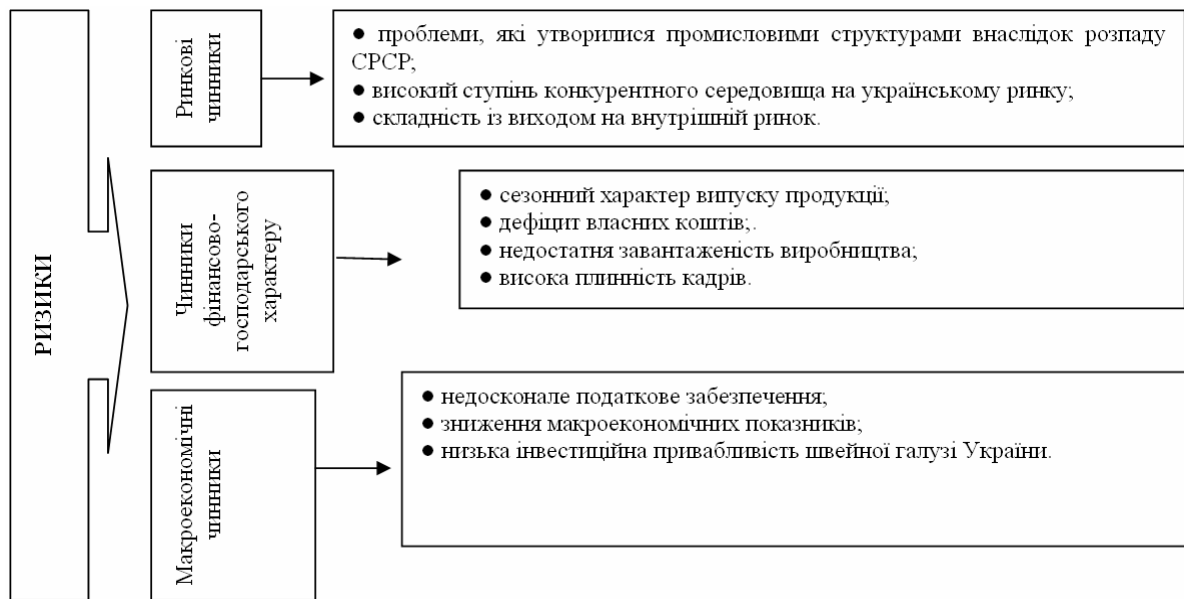 РИЗИКИ
Ринкові
чинники
● проблеми, які утворилися промисловими структурами внаслідок розпаду
СРСР;
● високий ступінь конкурентного середовища на українському ринку;
● складність із виходом на внутрішній ринок.
Чинники
фінансово-
господарського
характеру
● сезонний характер випуску продукції;
● дефіцит власних коштів;.
● недостатня завантаженість виробництва;
● висока плинність кадрів.
Макроекономічні
чинники
● недосконале податкове забезпечення;
● зниження макроекономічних показників;
● низька інвестиційна привабливість швейної галузі України.